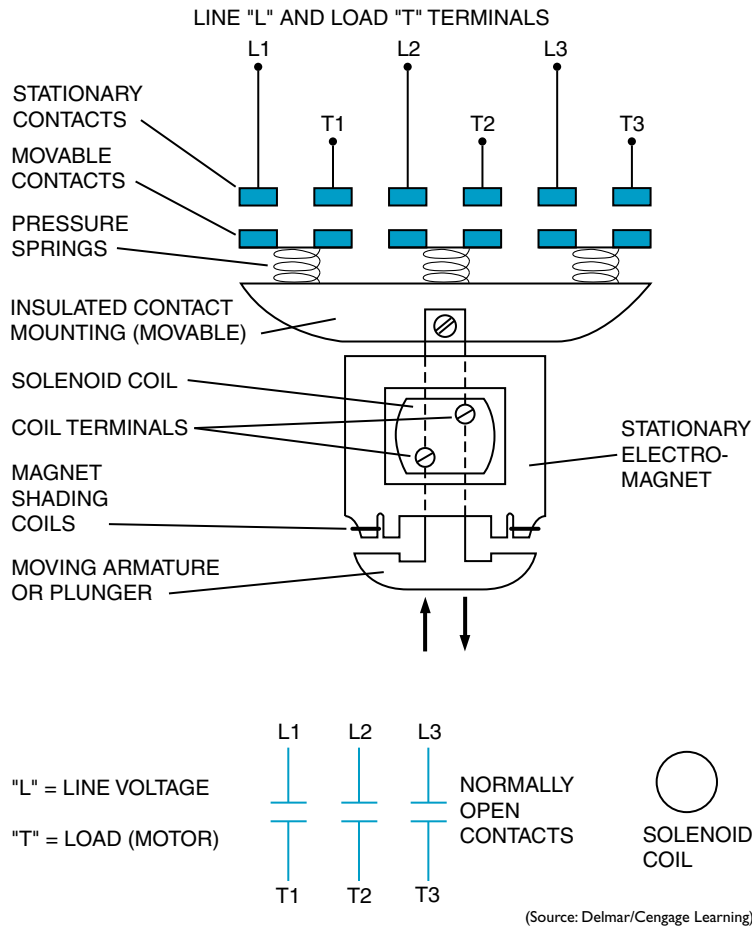 LINE "L" AND LOAD "T" TERMINALS
L1
L2
L3
STATIONARY
CONTACTS
T1
T2
T3
MOVABLE
CONTACTS
PRESSURE
SPRINGS
INSULATED CONTACT
MOUNTING (MOVABLE)
SOLENOID COIL
COIL TERMINALS
STATIONARY
ELECTRO-
MAGNET
MAGNET
SHADING
COILS
MOVING ARMATURE
OR PLUNGER
L1
L2
L3
"L" = LINE VOLTAGE
"T" = LOAD (MOTOR)
NORMALLY
OPEN
CONTACTS
SOLENOID
COIL
T1
T2
T3
(Source: Delmar/Cengage Learning)